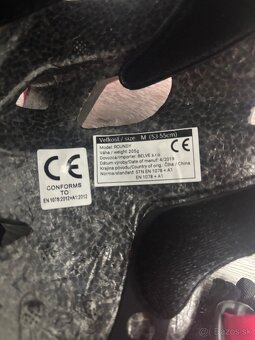 Veľkosť / size M (53-55cm)
Model: ROUNDY
Váha / weight 205g
Dovozca/importer: BELVE s.r.o.
Dátum výroby/Date of manuf: 4/2019
Krajina pôvodu/Country of orig.: Čína / China
Norma/standard: STN EN 1078 + A1
EN 1078 + A1
CE
CE
CONFORMS
TO
EN 1078:2012+A1:2012
bazos.sk